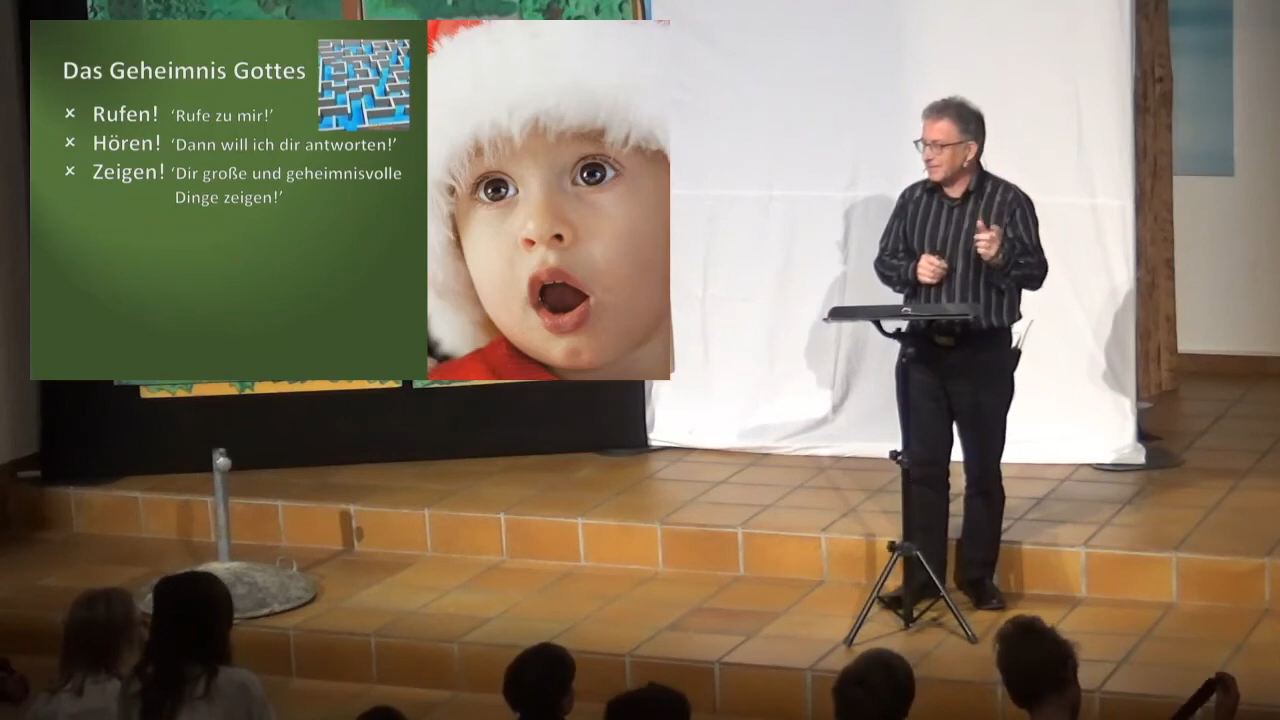 Das Geheimnis Gottes
× Rufen! ‘Rufe zu mir!’
× Hören! ‘Dann will ich dir antworten!’
× Zeigen! ‘Dir große und geheimnisvolle
Dinge zeigen!’